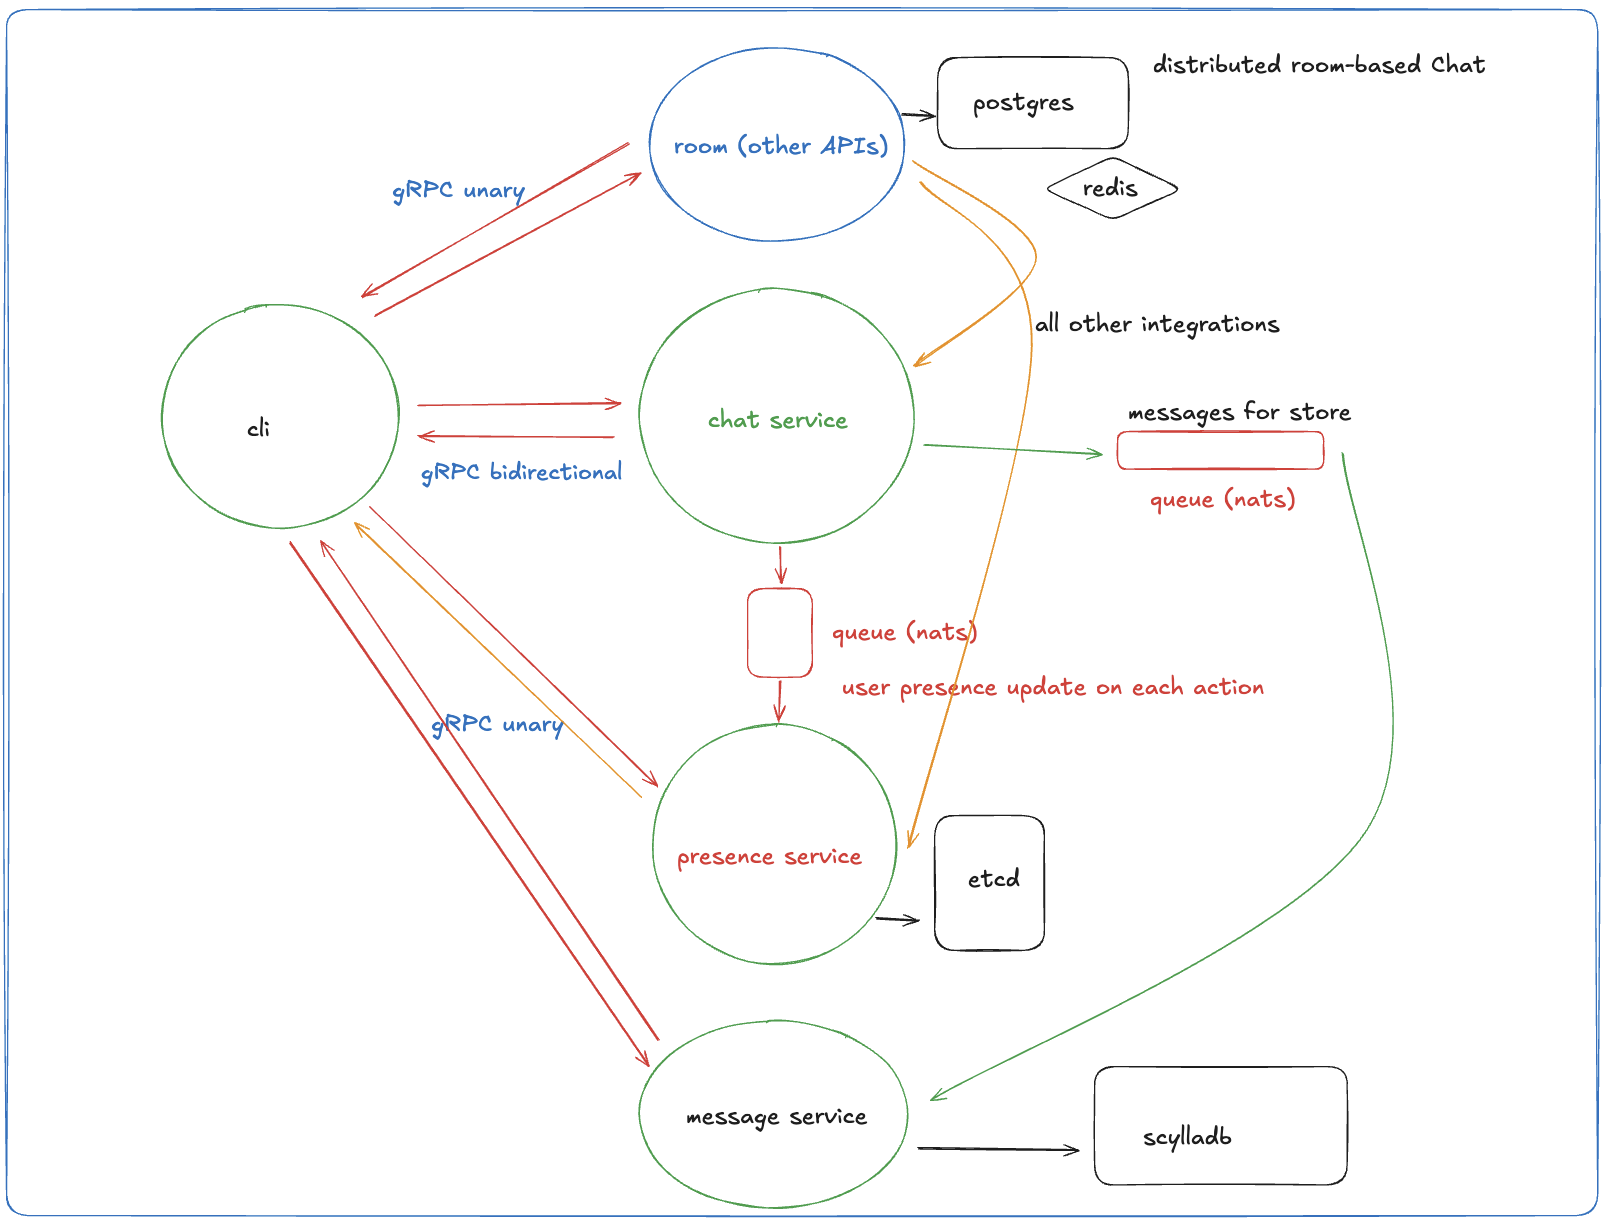 distributed room-based Chat
postgres
room (other APIs)
redis
gRPC unary
all other integrations
messages for store
cli
chat service
gRPC bidirectional
queue (nats)
queue (nats)
user presence update on each action
gRPC unary
presence service
etcd
message service
scylladb